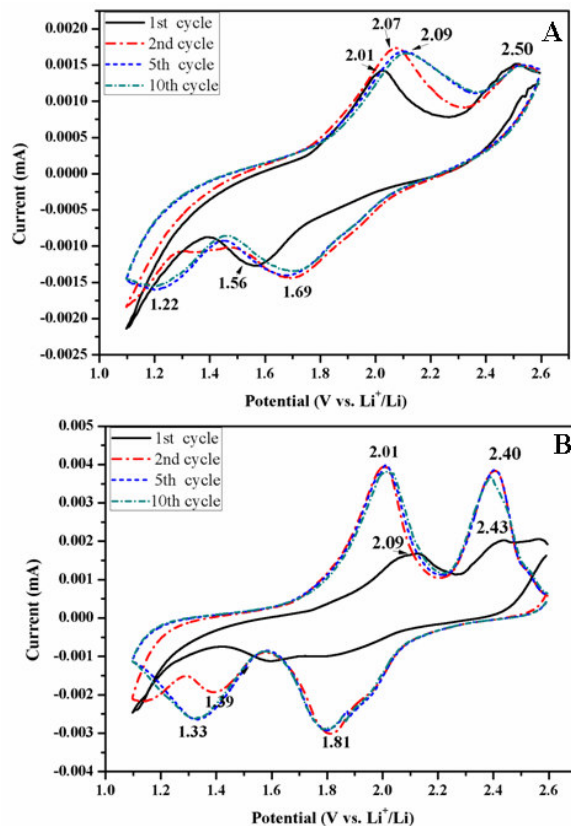 A
1st cycle
2nd cycle
5th cycle
10th cycle
2.07
2.01
2.09
2.50
1.22
1.56
1.69
0.0025
0.0020
0.0015
0.0010
0.0005
0.0000
-0.0005
-0.0010
-0.0015
-0.0020
-0.0025
Current (mA)
1.0 1.2 1.4 1.6 1.8 2.0 2.2 2.4 2.6
Potential (V vs. Li⁺/Li)
B
1st cycle
2nd cycle
5th cycle
10th cycle
2.01
2.40
2.09
2.43
1.39
1.33
1.81
0.005
0.004
0.003
0.002
0.001
0.000
-0.001
-0.002
-0.003
-0.004
Current (mA)
1.0 1.2 1.4 1.6 1.8 2.0 2.2 2.4 2.6
Potential (V vs. Li⁺/Li)